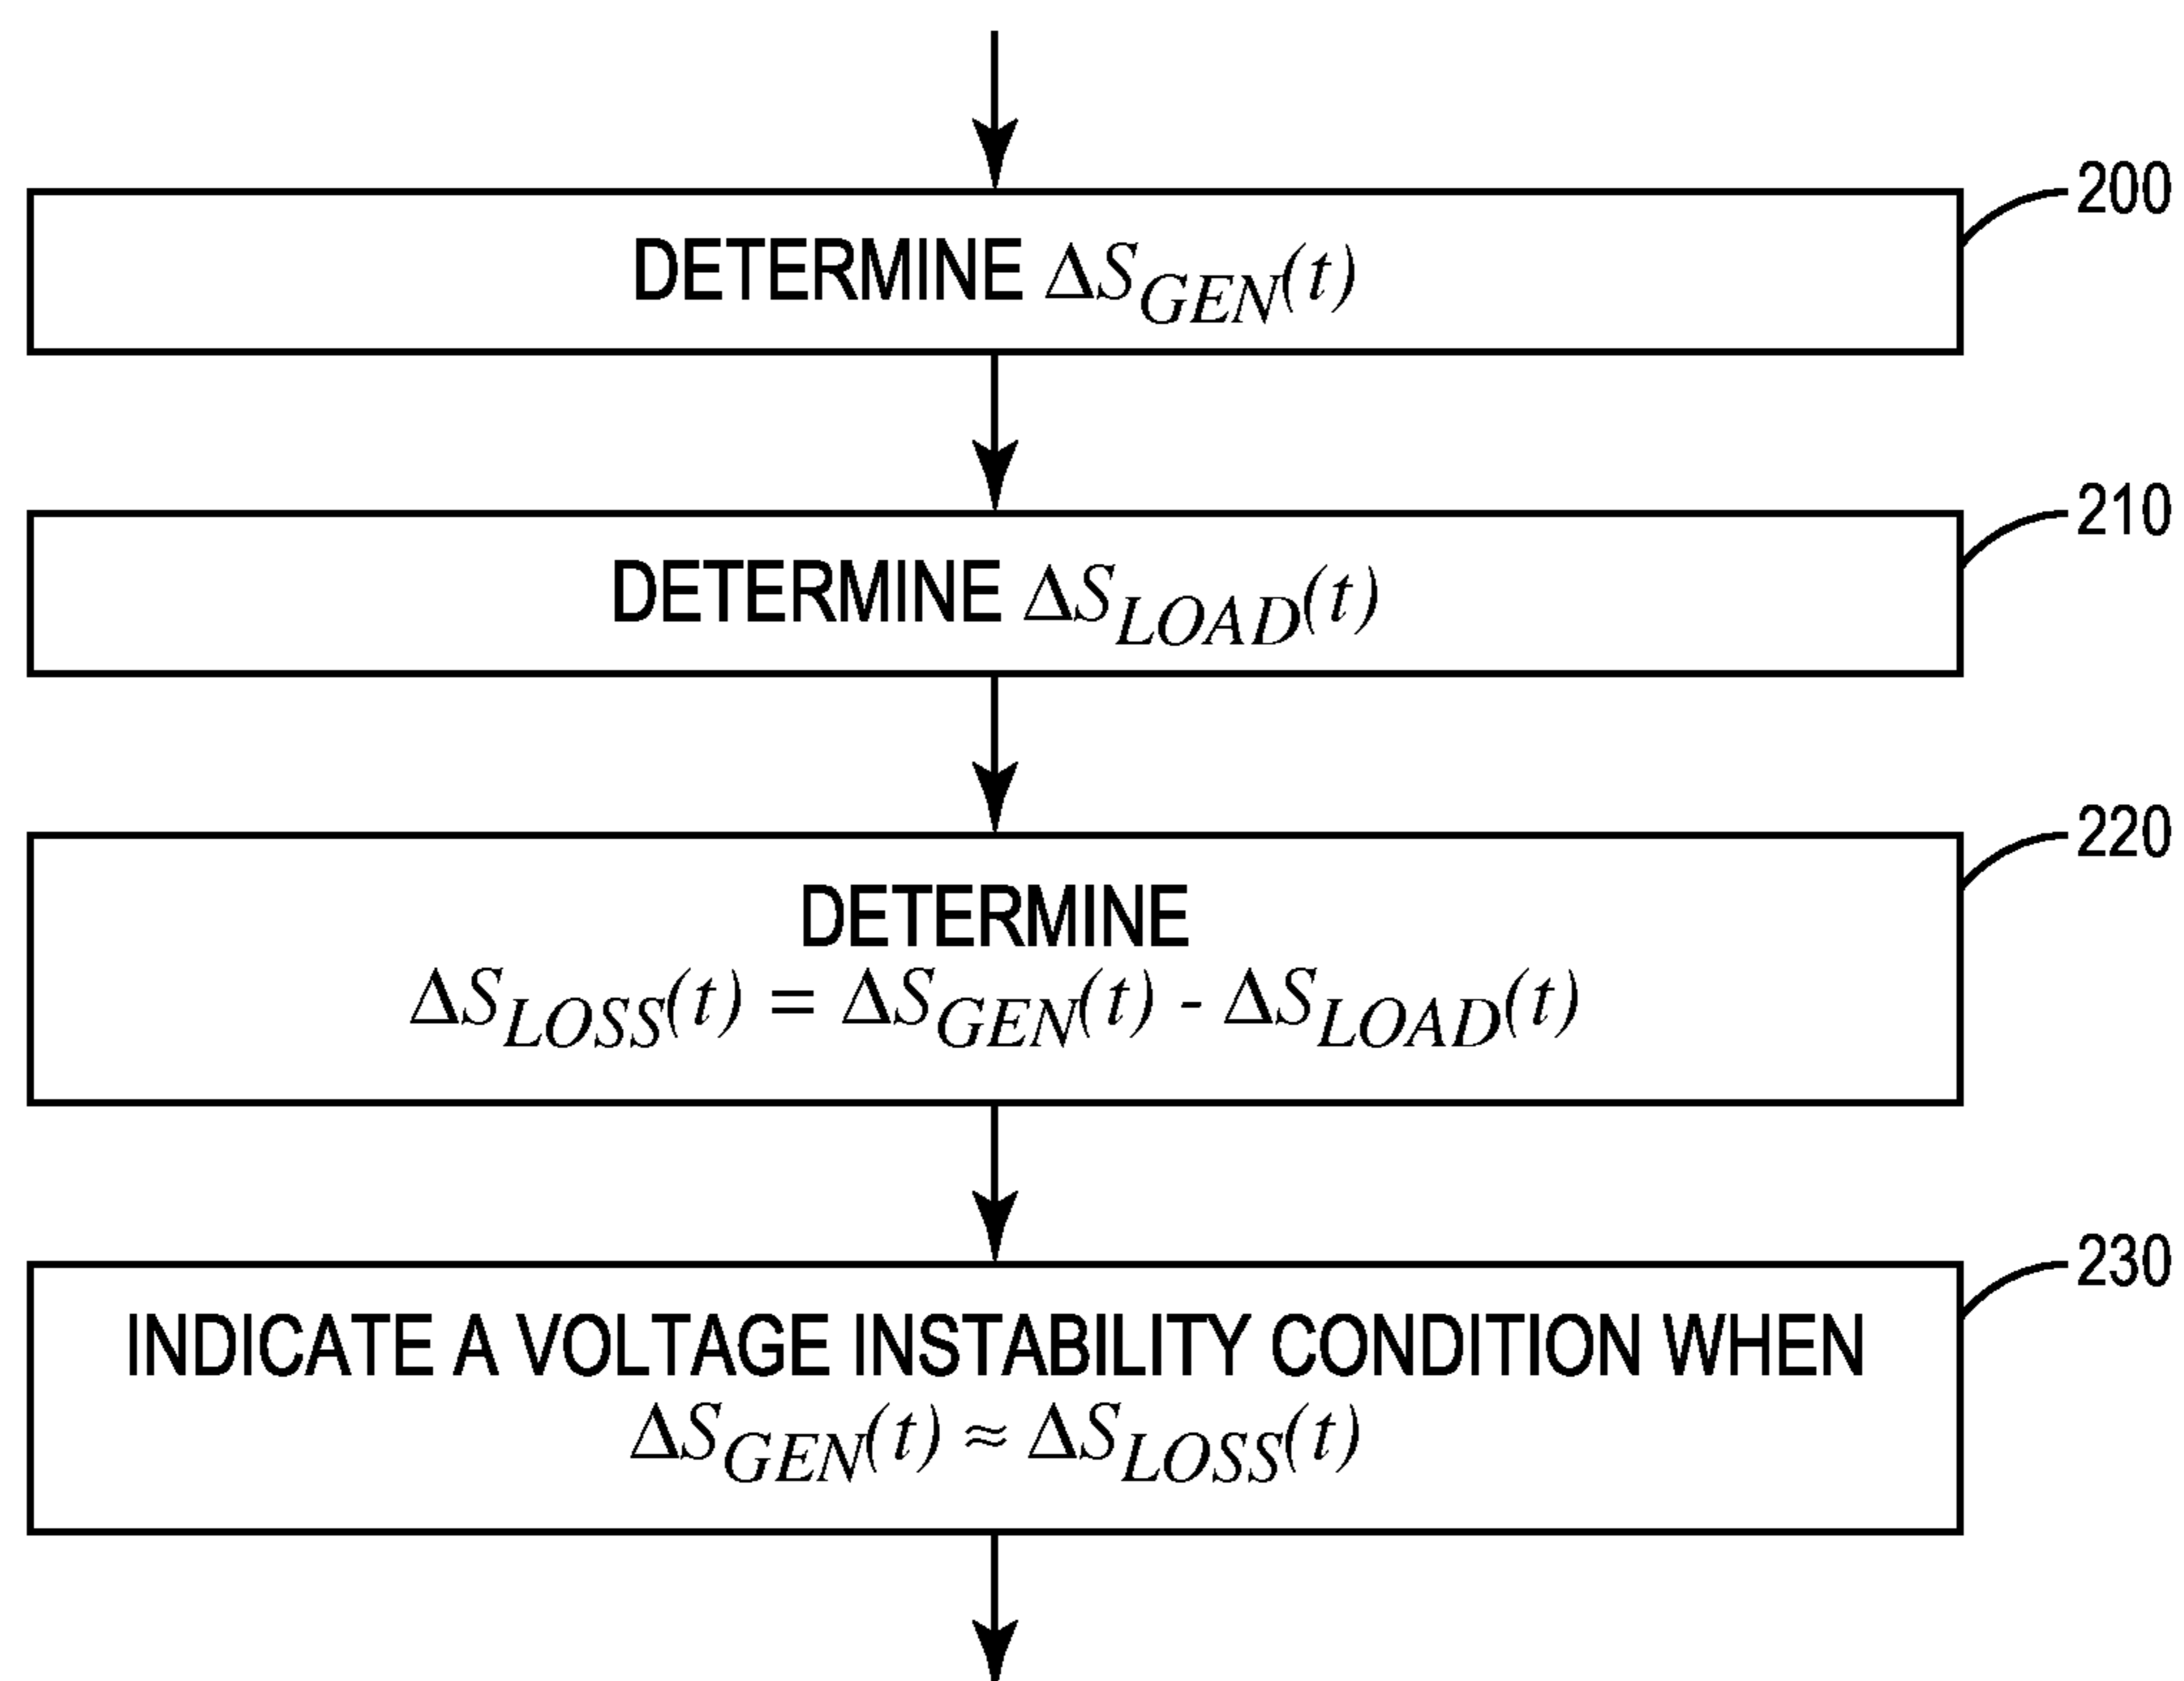 200
DETERMINE ΔS_GEN(t)
210
DETERMINE ΔS_LOAD(t)
220
DETERMINE
ΔS_LOSS(t) = ΔS_GEN(t) - ΔS_LOAD(t)
230
INDICATE A VOLTAGE INSTABILITY CONDITION WHEN
ΔS_GEN(t) ≈ ΔS_LOSS(t)